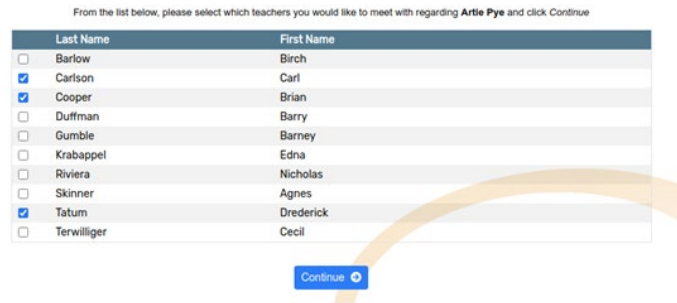 From the list below, please select which teachers you would like to meet with regarding Artie Pye and click Continue
Last Name First Name
Barlow Birch
Carlson Carl
Cooper Brian
Duffman Barry
Gumble Barney
Krabappel Edna
Riviera Nicholas
Skinner Agnes
Tatum Drederick
Terwilliger Cecil
Continue